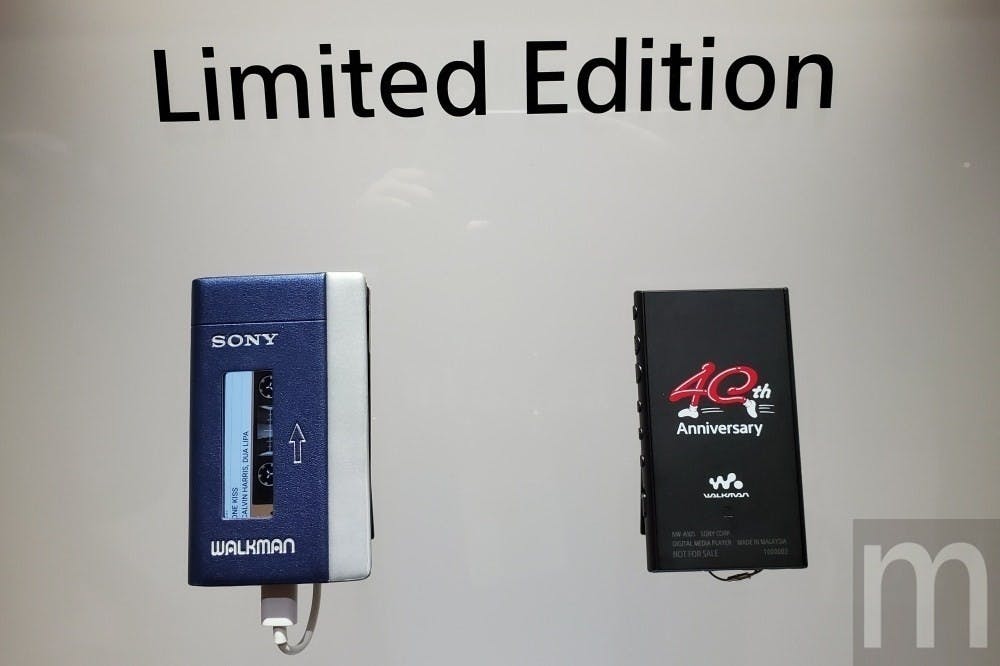 Limited Edition
SONY
ONE KISS
CALVIN HARRIS, DUA LIPA
WALKMAN
40th
Anniversary
WALKMAN
NW-A105 SONY CORP.
DIGITAL MEDIA PLAYER MADE IN MALAYSIA
NOT FOR SALE 1000003
m